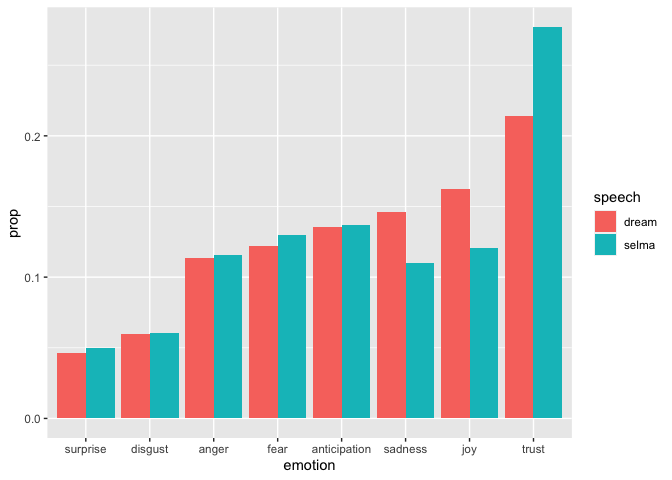 prop
0.2
0.1
0.0
surprise disgust anger fear anticipation sadness joy trust
emotion
speech
dream
selma